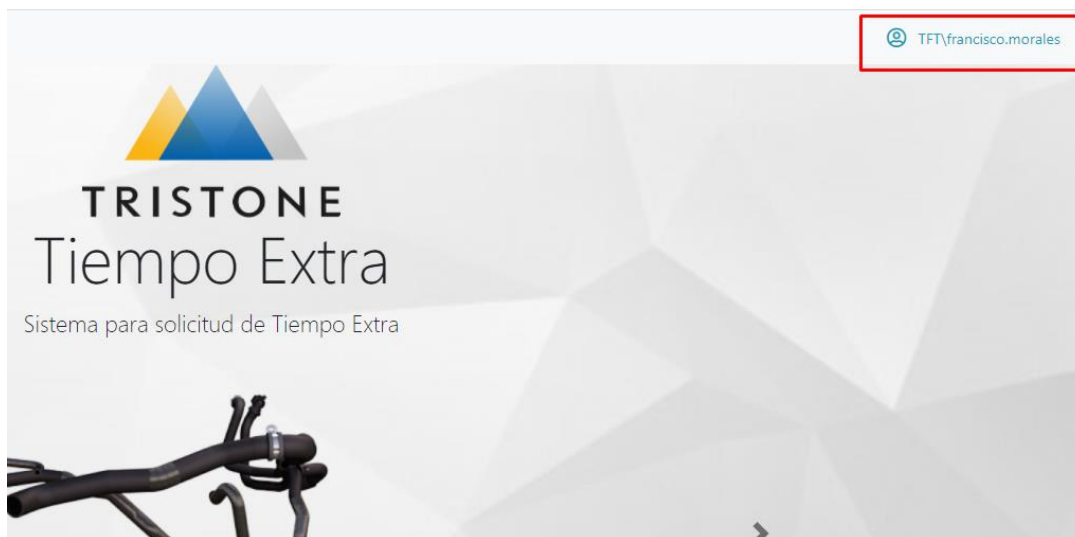 TFT\francisco.morales
TRISTONE
Tiempo Extra
Sistema para solicitud de Tiempo Extra